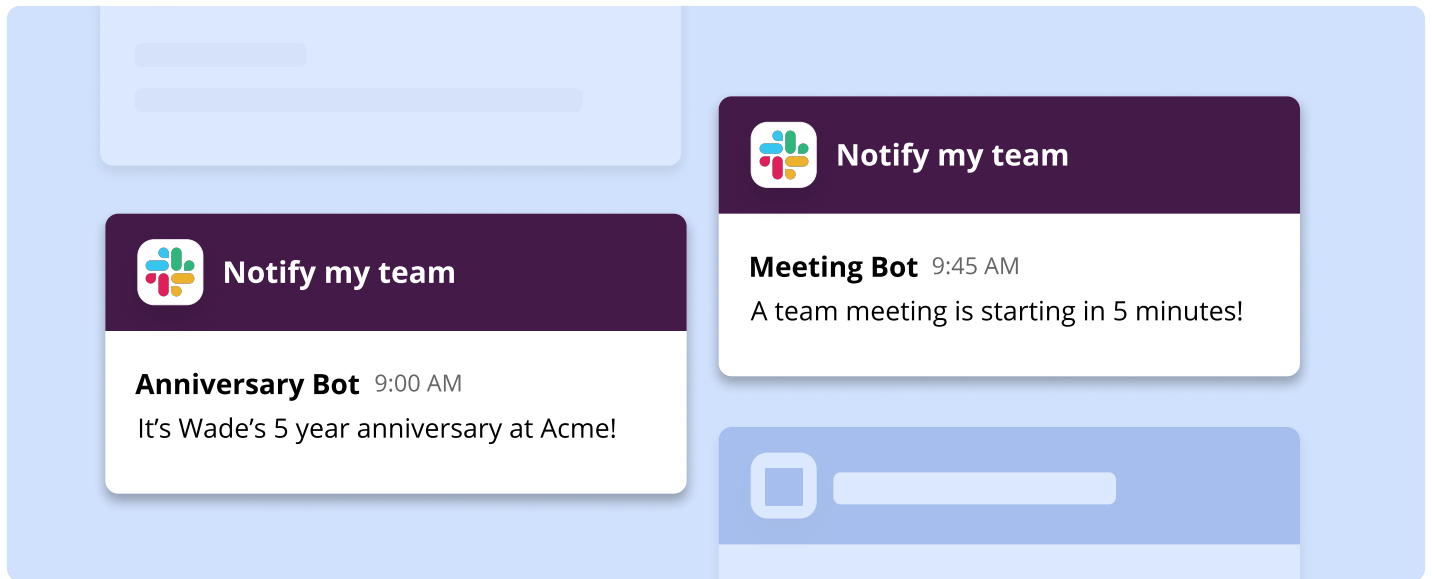 Notify my team
Anniversary Bot 9:00 AM
It’s Wade’s 5 year anniversary at Acme!
Notify my team
Meeting Bot 9:45 AM
A team meeting is starting in 5 minutes!